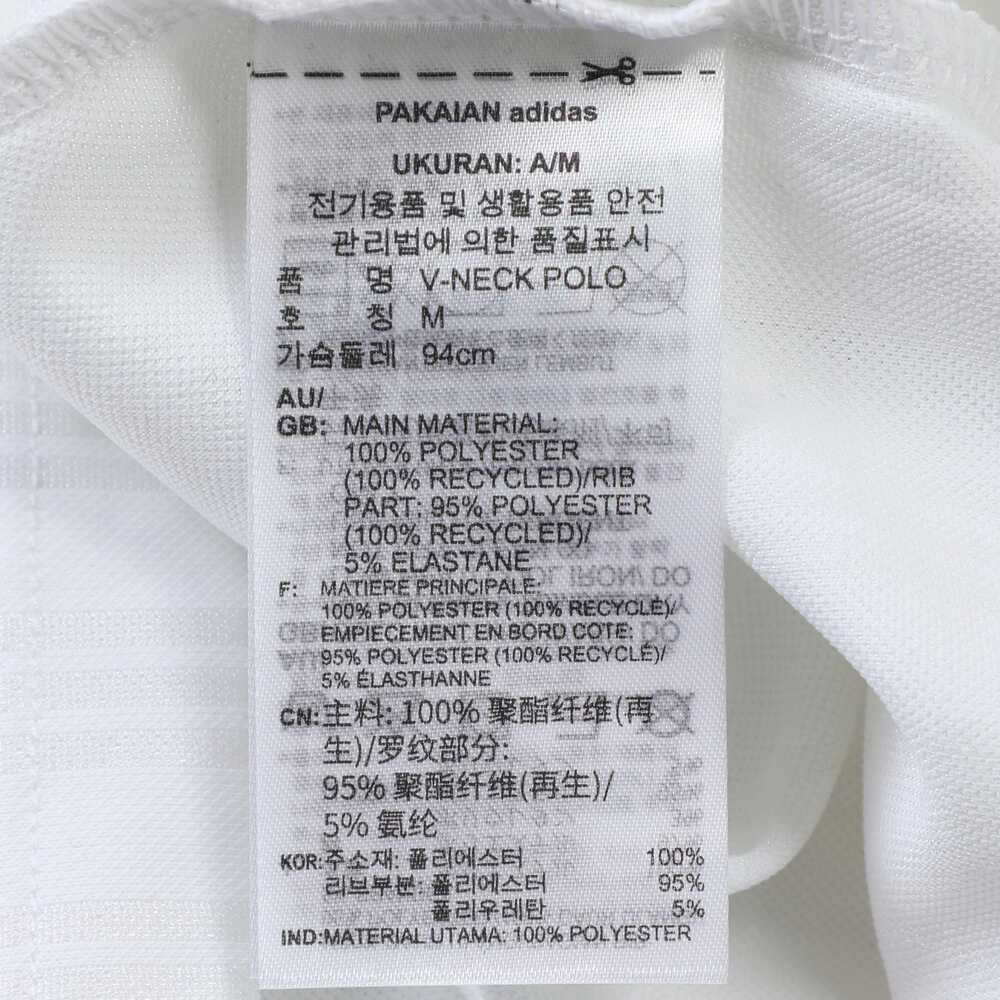 PAKAIAN adidas
UKURAN: A/M
전기용품 및 생활용품 안전
관리법에 의한 품질표시
품 명 V-NECK POLO
호 칭 M
가슴둘레 94cm
AU/
GB: MAIN MATERIAL:
100% POLYESTER
(100% RECYCLED)/RIB
PART: 95% POLYESTER
(100% RECYCLED)/
5% ELASTANE
F: MATIERE PRINCIPALE:
100% POLYESTER (100% RECYCLÉ)/
EMPIECEMENT EN BORD COTE:
95% POLYESTER (100% RECYCLÉ)/
5% ÉLASTHANNE
CN:主料: 100% 聚酯纤维(再
生)/罗纹部分:
95% 聚酯纤维(再生)/
5% 氨纶
KOR:주소재: 폴리에스터 100%
리브부분: 폴리에스터 95%
폴리우레탄 5%
IND:MATERIAL UTAMA: 100% POLYESTER